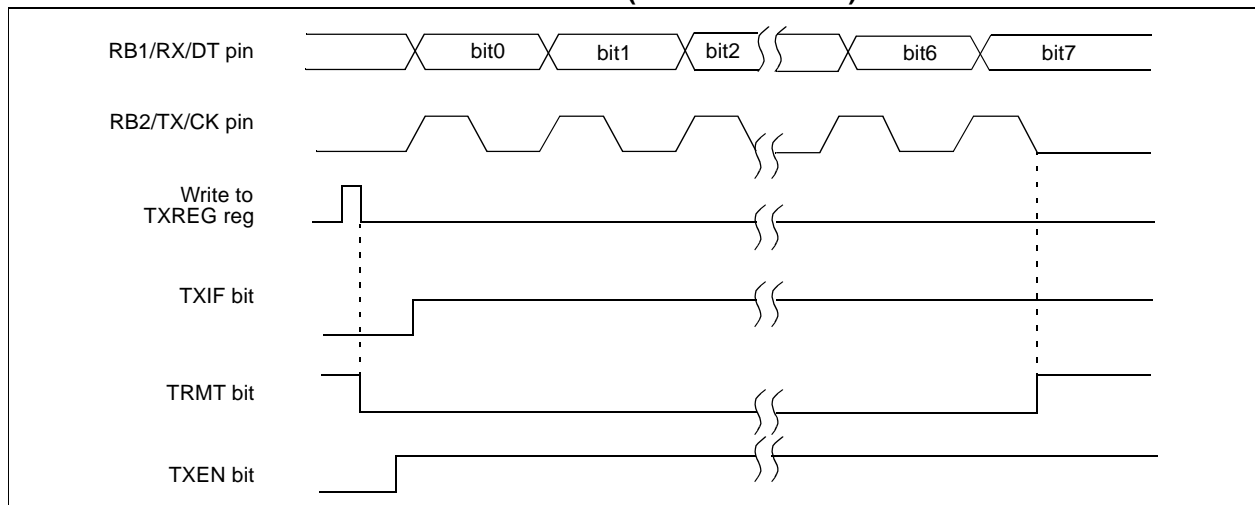 RB1/RX/DT pin
bit0 bit1 bit2 bit6 bit7
RB2/TX/CK pin
Write to
TXREG reg
TXIF bit
TRMT bit
TXEN bit